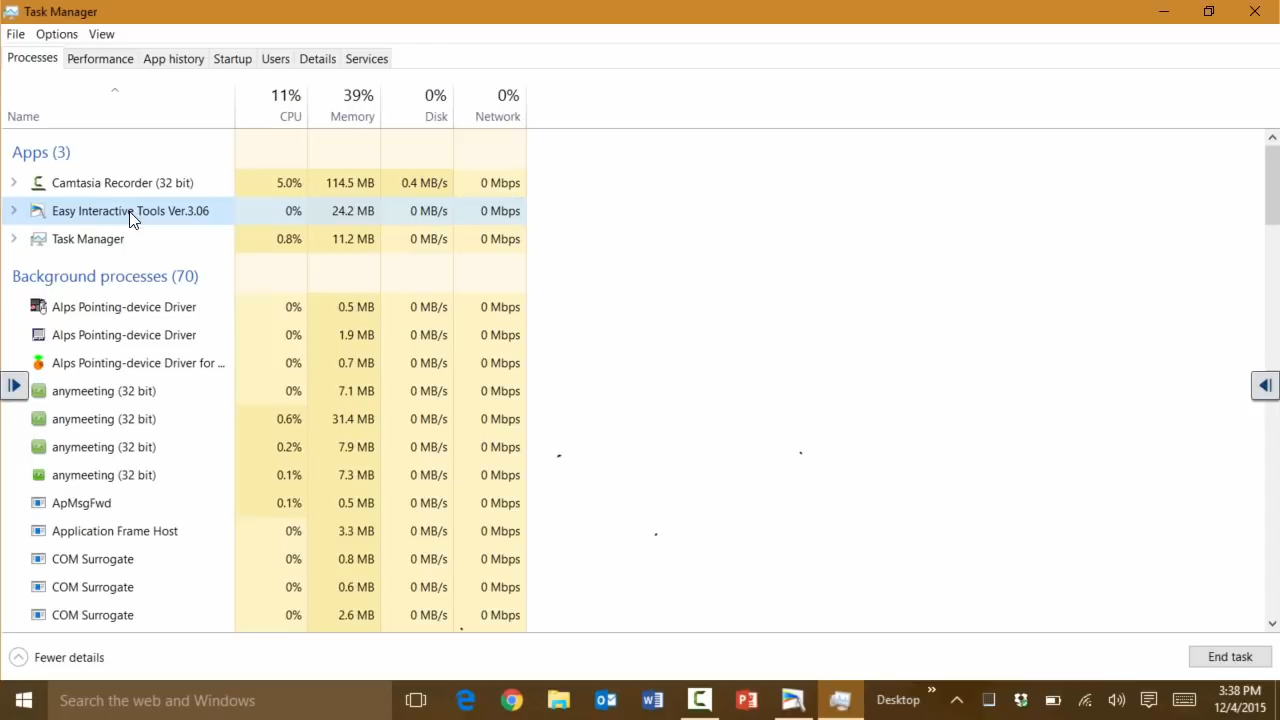 Task Manager
File Options View
Processes Performance App history Startup Users Details Services
11% 39% 0% 0%
Name CPU Memory Disk Network
Apps (3)
Camtasia Recorder (32 bit) 5.0% 114.5 MB 0.4 MB/s 0 Mbps
Easy Interactive Tools Ver.3.06 0% 24.2 MB 0 MB/s 0 Mbps
Task Manager 0.8% 11.2 MB 0 MB/s 0 Mbps
Background processes (70)
Alps Pointing-device Driver 0% 0.5 MB 0 MB/s 0 Mbps
Alps Pointing-device Driver 0% 1.9 MB 0 MB/s 0 Mbps
Alps Pointing-device Driver for ... 0% 0.7 MB 0 MB/s 0 Mbps
anymeeting (32 bit) 0% 7.1 MB 0 MB/s 0 Mbps
anymeeting (32 bit) 0.6% 31.4 MB 0 MB/s 0 Mbps
anymeeting (32 bit) 0.2% 7.9 MB 0 MB/s 0 Mbps
anymeeting (32 bit) 0.1% 7.3 MB 0 MB/s 0 Mbps
ApMsgFwd 0.1% 0.5 MB 0 MB/s 0 Mbps
Application Frame Host 0% 3.3 MB 0 MB/s 0 Mbps
COM Surrogate 0% 0.8 MB 0 MB/s 0 Mbps
COM Surrogate 0% 0.6 MB 0 MB/s 0 Mbps
COM Surrogate 0% 2.6 MB 0 MB/s 0 Mbps
Fewer details End task
Search the web and Windows Desktop » 3:38 PM
12/4/2015